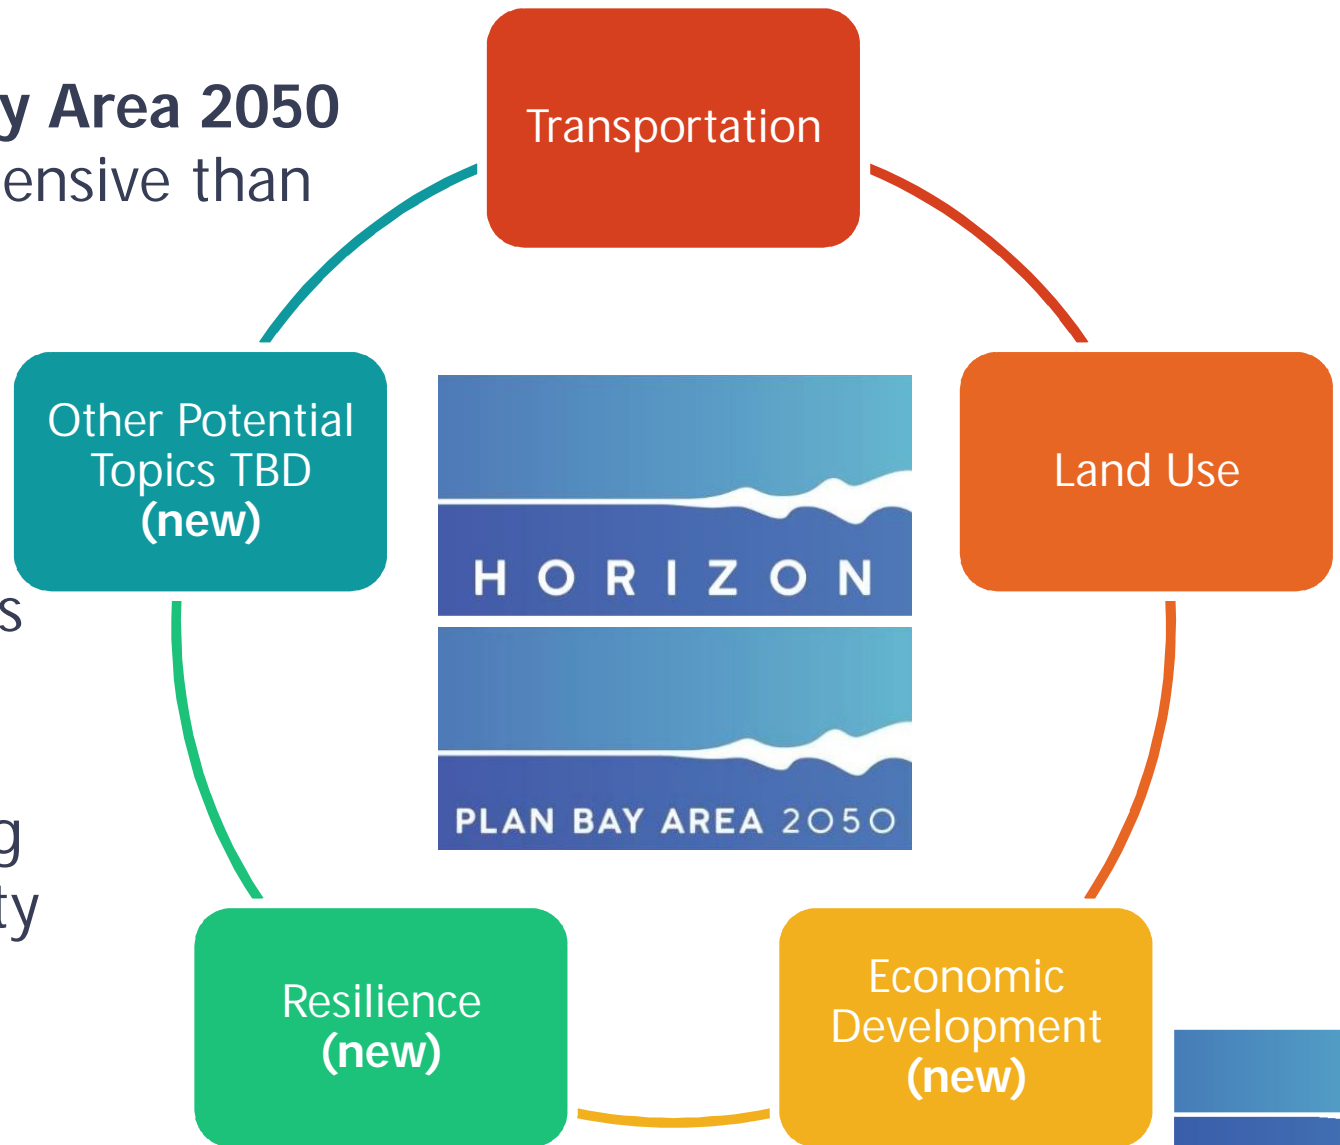 y Area 2050
ensive than
s
g
ty
Transportation
Land Use
Economic
Development
(new)
Resilience
(new)
Other Potential
Topics TBD
(new)
HORIZON
PLAN BAY AREA 2050